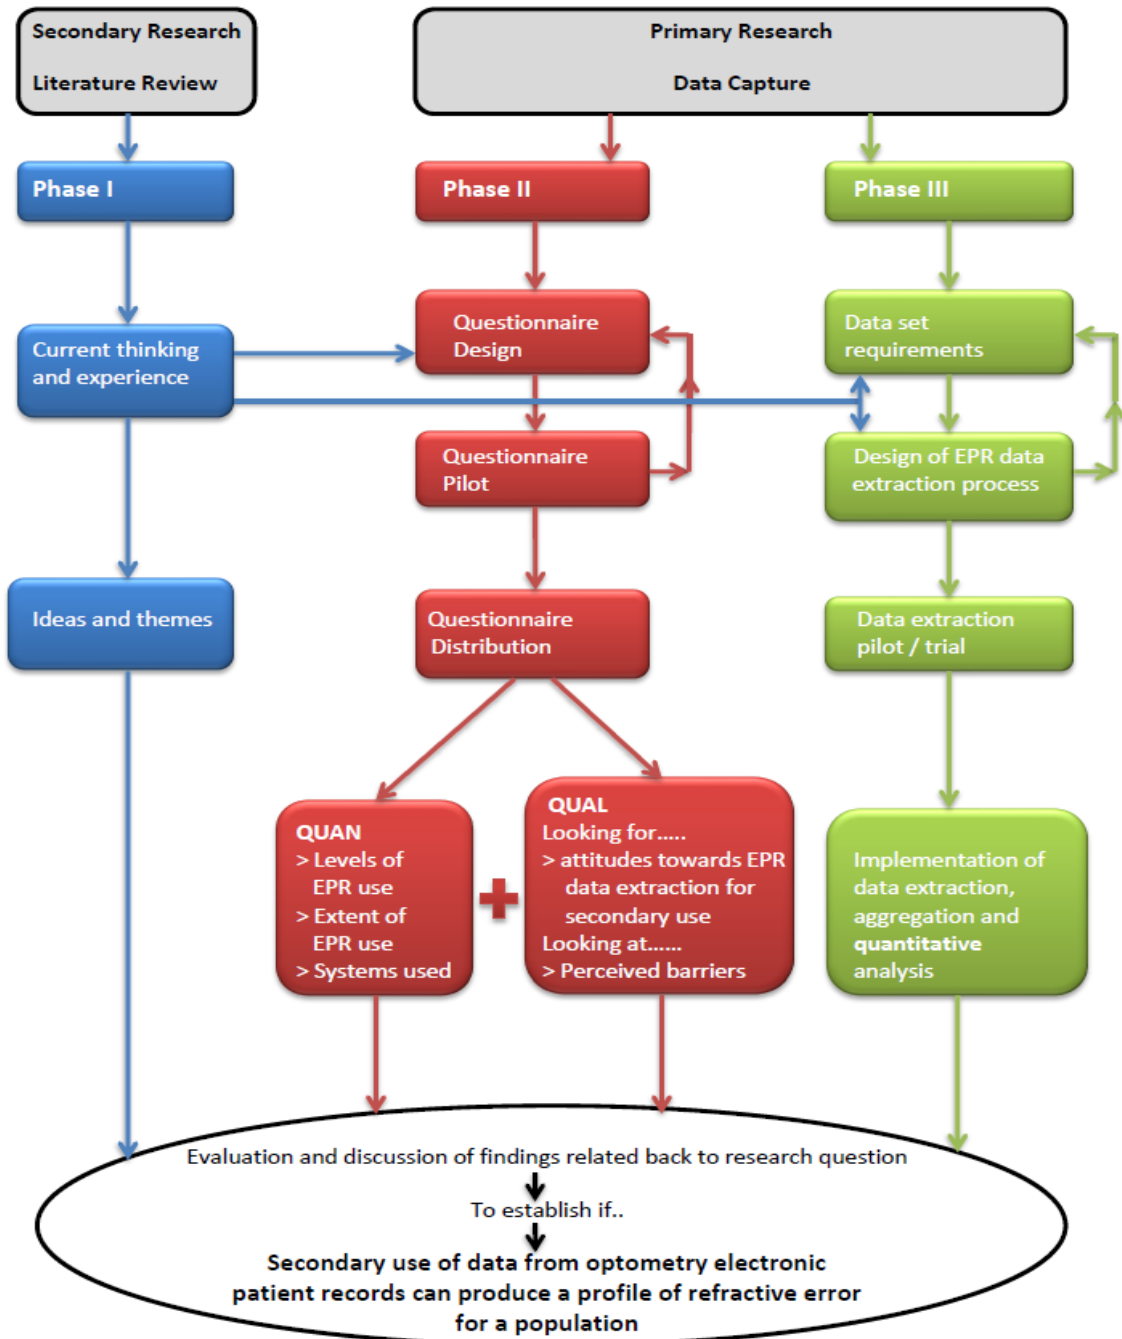 Secondary Research
Literature Review
Primary Research
Data Capture
Phase I
Phase II
Phase III
Current thinking
and experience
Questionnaire
Design
Data set
requirements
Questionnaire
Pilot
Design of EPR data
extraction process
Ideas and themes
Questionnaire
Distribution
Data extraction
pilot / trial
QUAN
> Levels of
EPR use
> Extent of
EPR use
> Systems used
QUAL
Looking for.....
> attitudes towards EPR
data extraction for
secondary use
Looking at......
> Perceived barriers
Implementation of
data extraction,
aggregation and
quantitative
analysis
Evaluation and discussion of findings related back to research question
To establish if..
Secondary use of data from optometry electronic
patient records can produce a profile of refractive error
for a population